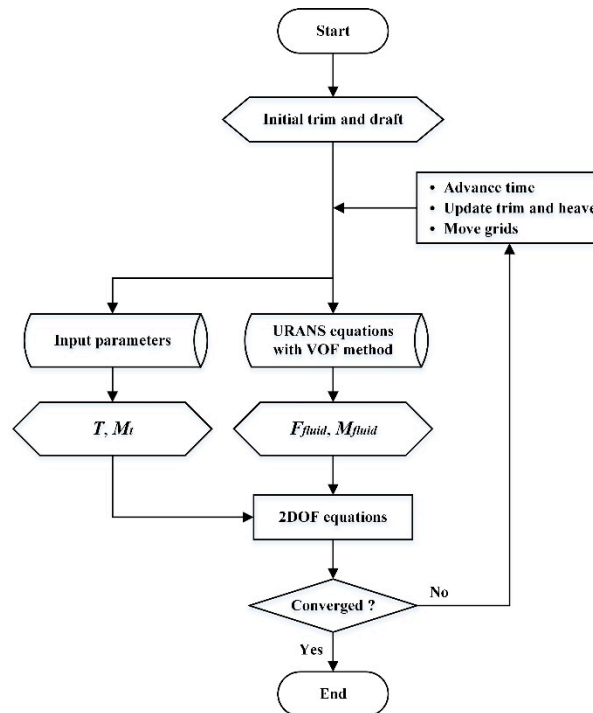 Start
Initial trim and draft
• Advance time
• Update trim and heave
• Move grids
Input parameters
URANS equations
with VOF method
T, Mt
Ffluid, Mfluid
2DOF equations
Converged ?
No
Yes
End